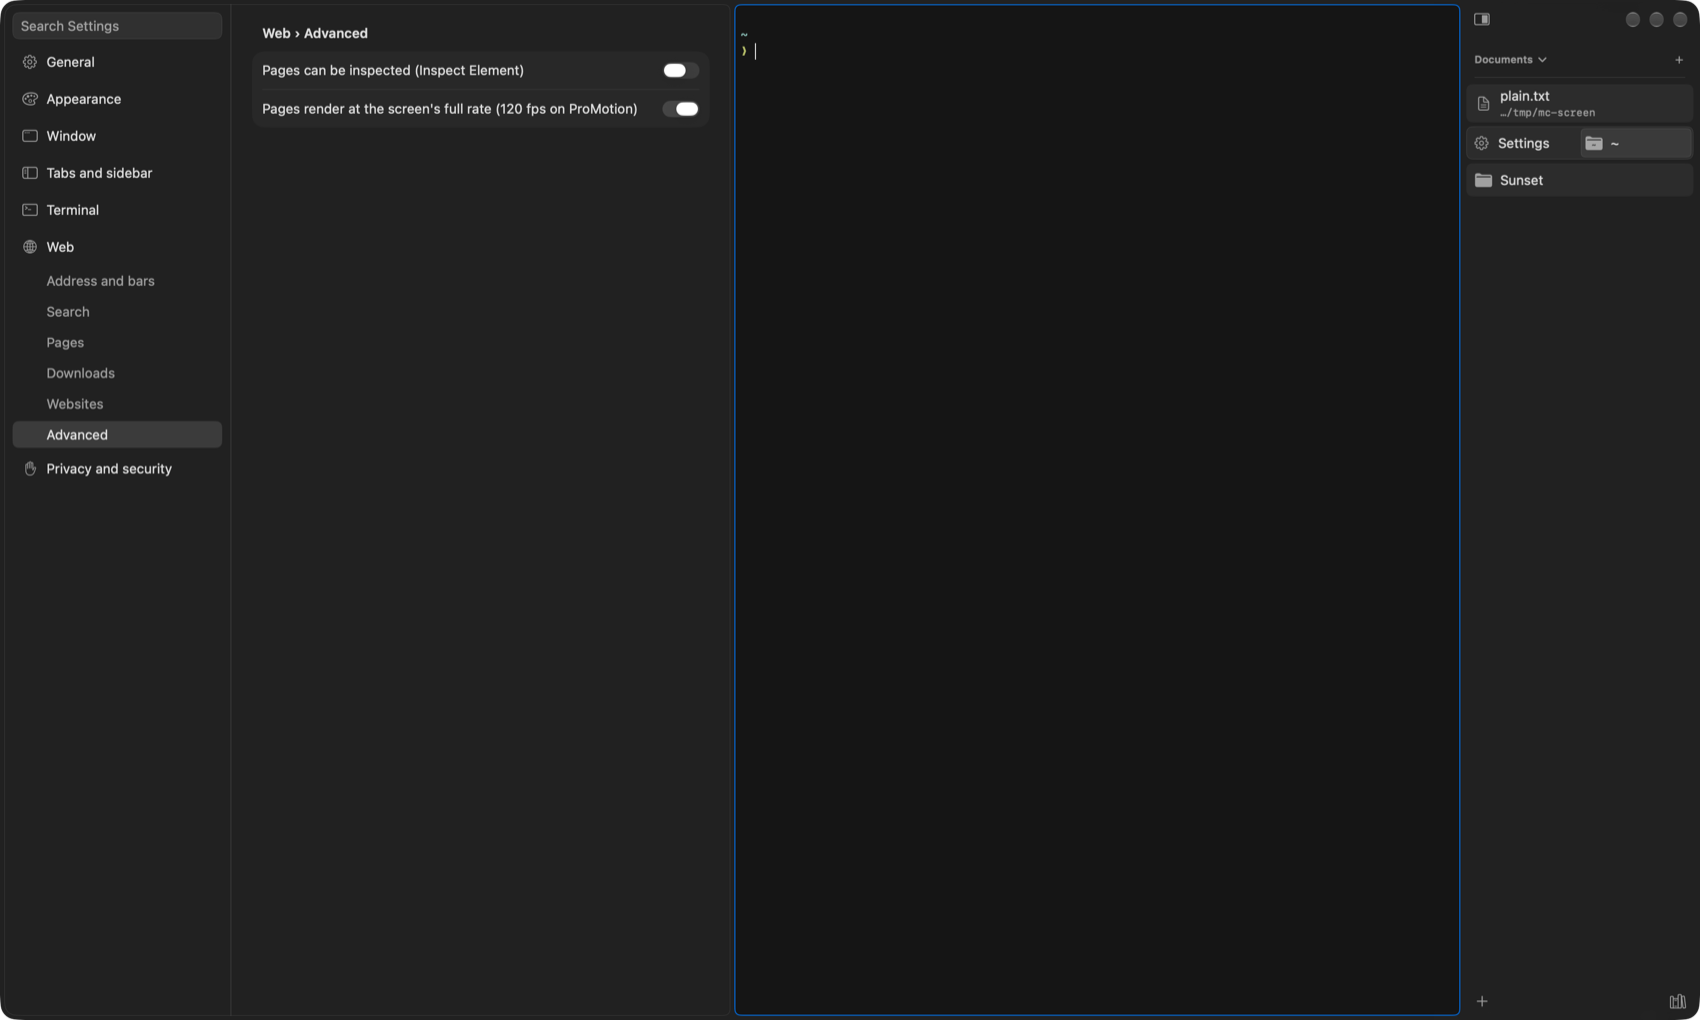 Search Settings
General
Appearance
Window
Tabs and sidebar
Terminal
Web
Address and bars
Search
Pages
Downloads
Websites
Advanced
Privacy and security
Web › Advanced
Pages can be inspected (Inspect Element)
Pages render at the screen's full rate (120 fps on ProMotion)
~
❯
Documents
plain.txt
…/tmp/mc-screen
Settings
~
Sunset